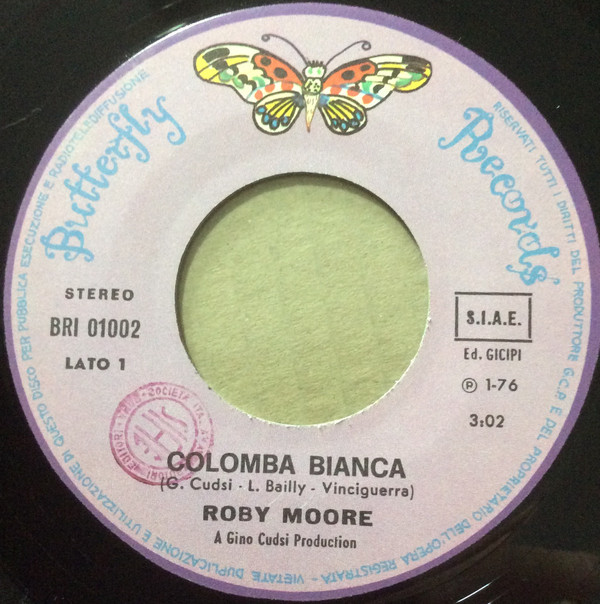 Butterfly Records
RISERVATI TUTTI I DIRITTI DEL PRODUTTORE G.C.P. E DEL PROPRIETARIO DELL'OPERA REGISTRATA - VIETATE DUPLICAZIONE E UTILIZZAZIONE DI QUESTO DISCO PER PUBBLICA ESECUZIONE E RADIOTELEDIFFUSIONE
STEREO
BRI 01002
LATO 1
S.I.A.E.
Ed. GICIPI
℗ 1-76
3:02
SOCIETÀ ITAL
COLOMBA BIANCA
(G. Cudsi - L. Bailly - Vinciguerra)
ROBY MOORE
A Gino Cudsi Production